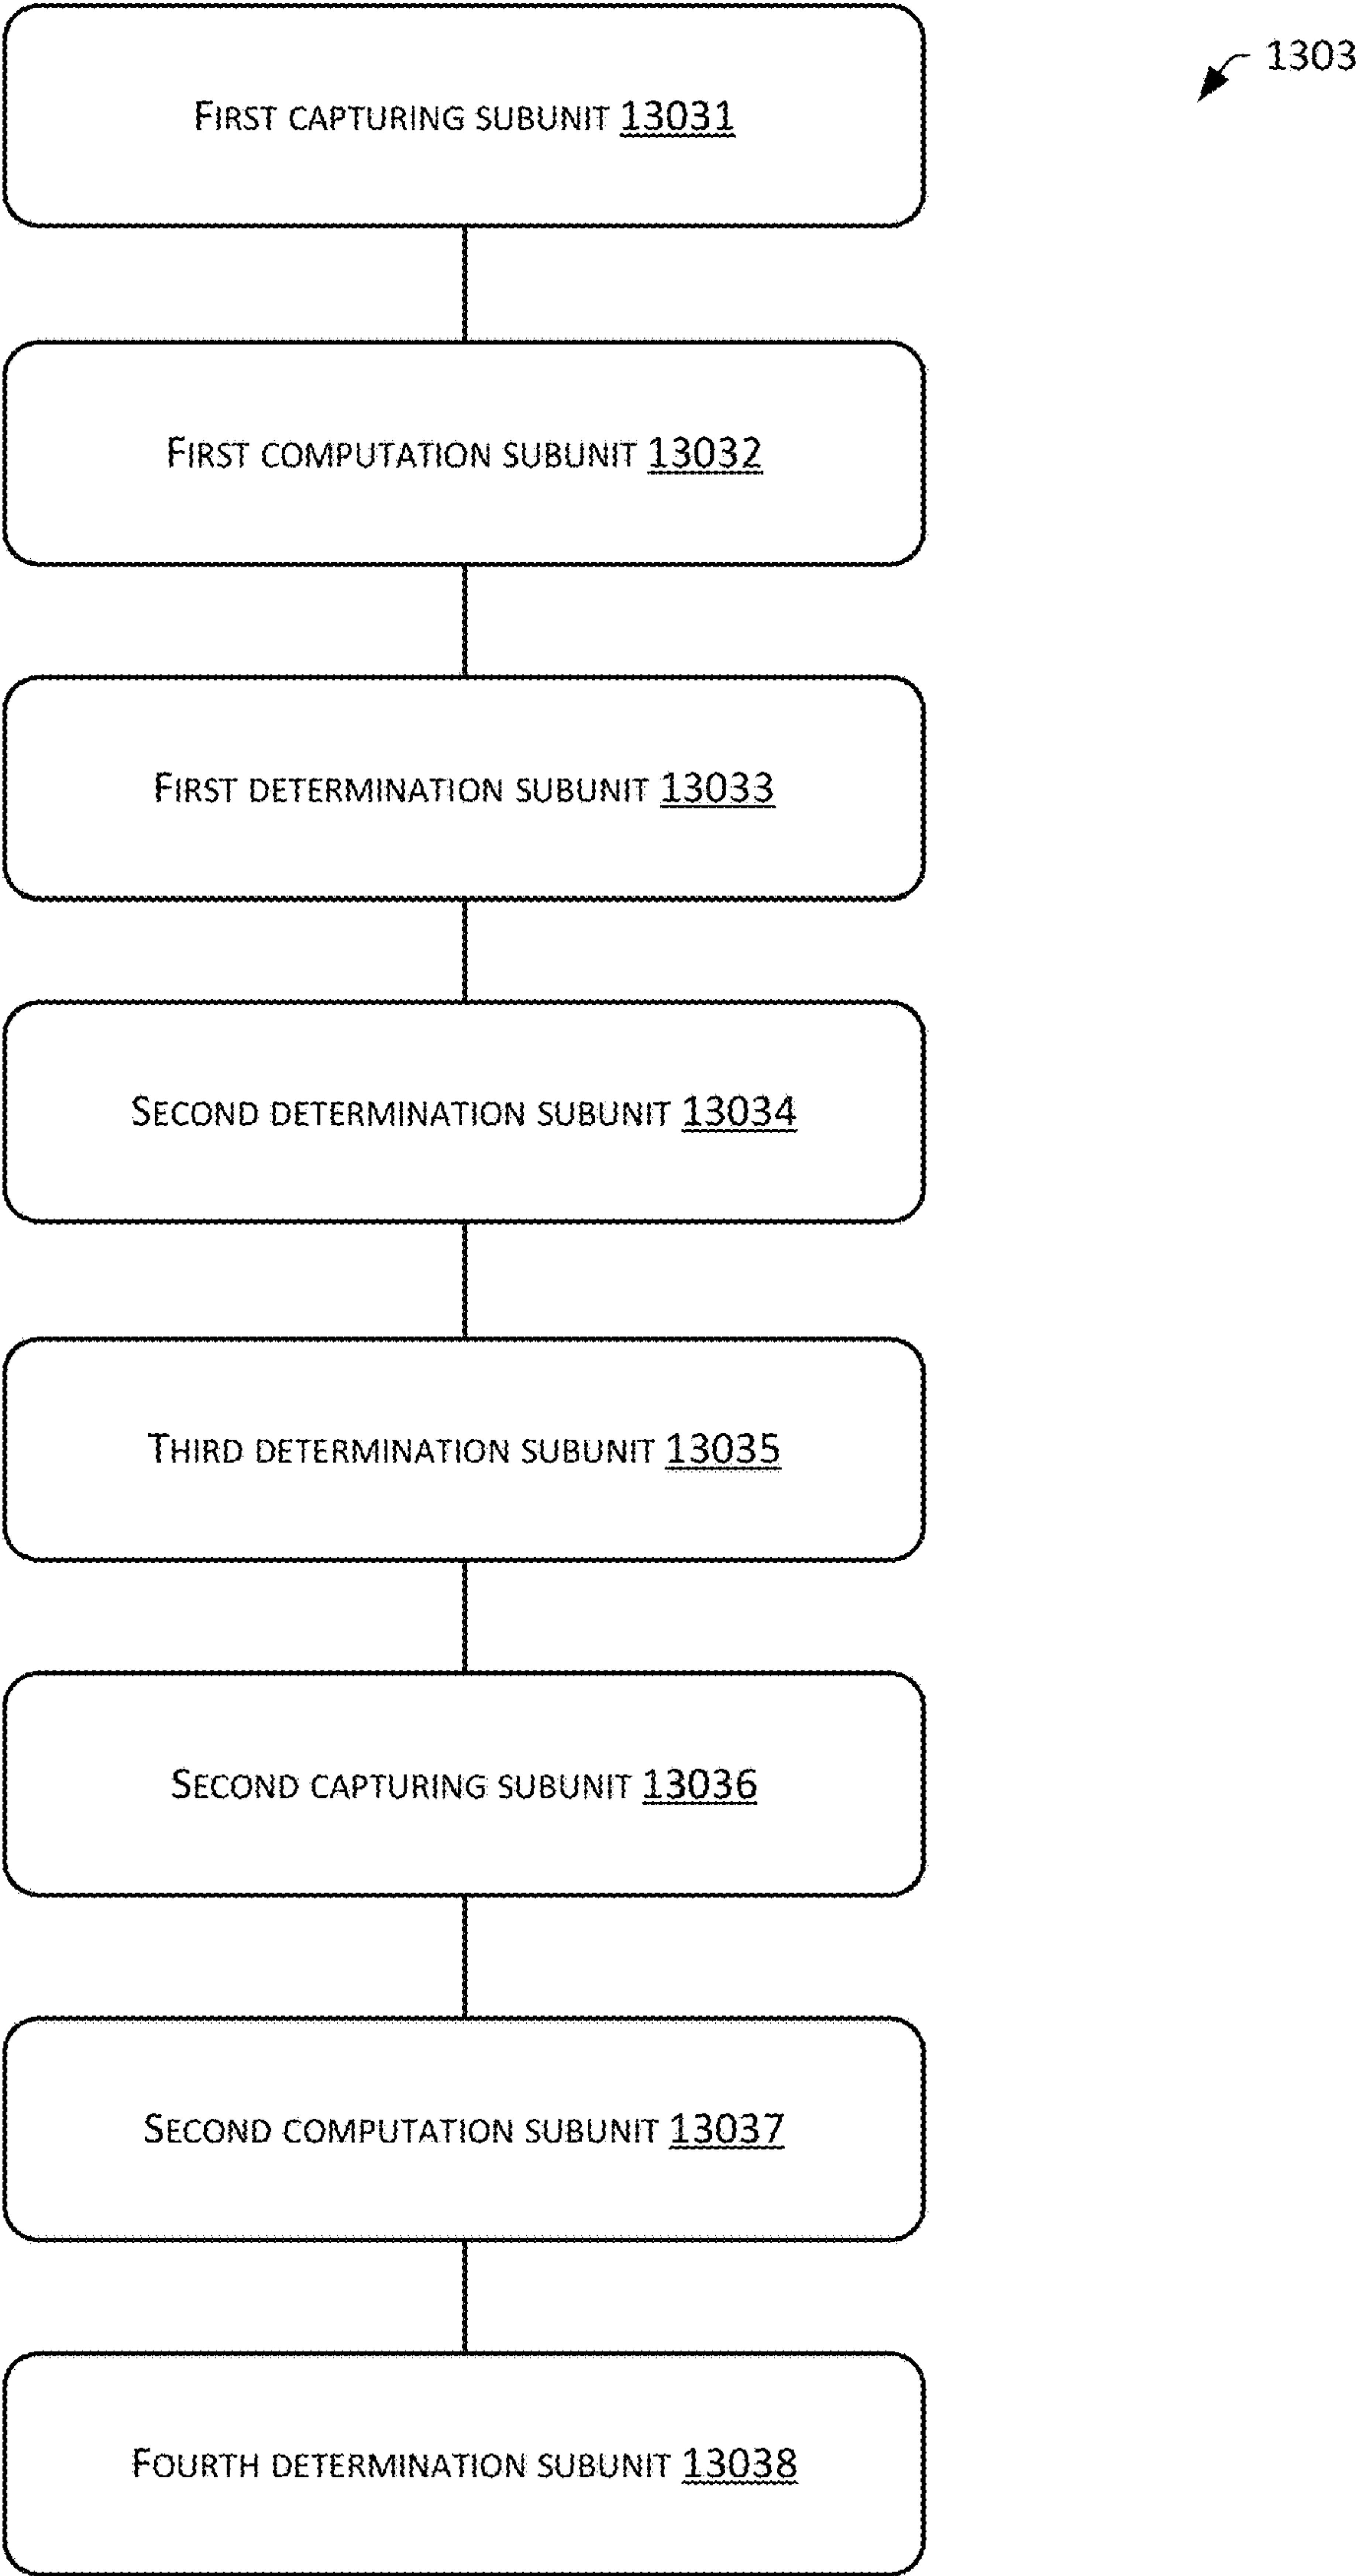 1303
First capturing subunit 13031
First computation subunit 13032
First determination subunit 13033
Second determination subunit 13034
Third determination subunit 13035
Second capturing subunit 13036
Second computation subunit 13037
Fourth determination subunit 13038